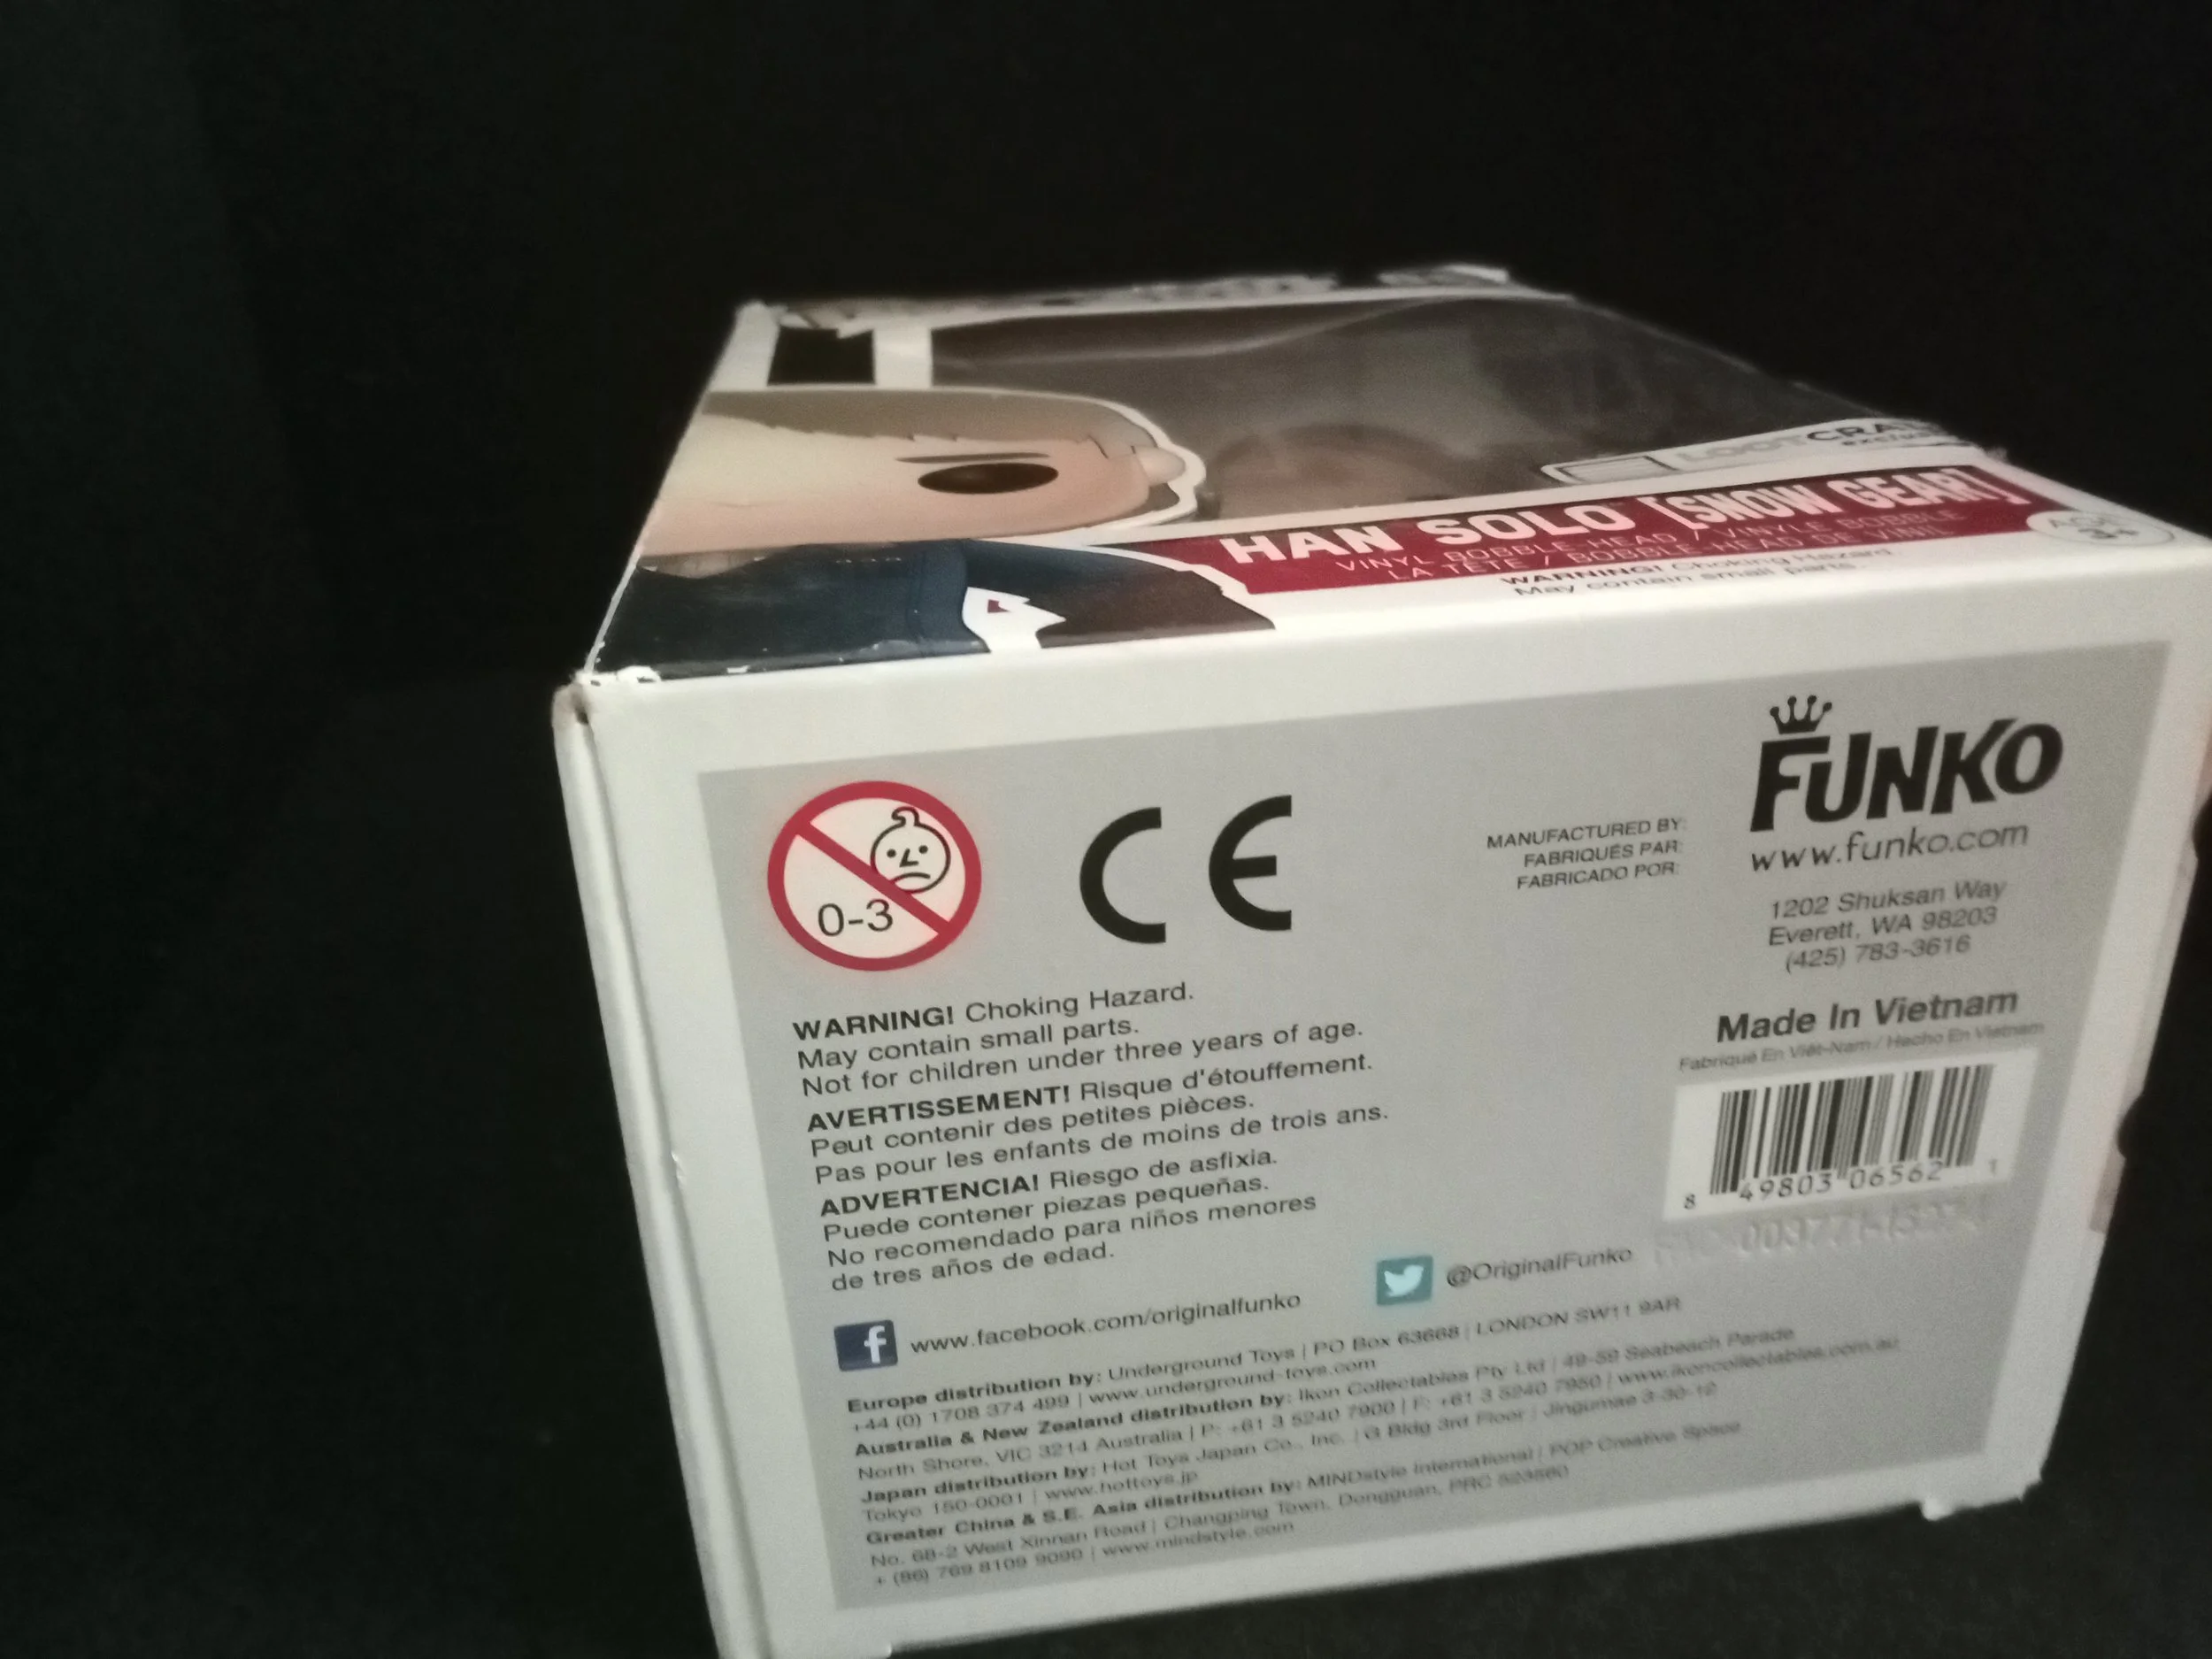 LOOTCRATE
HAN SOLO [SNOW GEAR]
VINYL BOBBLE-HEAD / VINYLE BOBBLE
LA TÊTE / BOBBLE-HEAD DE VINIL
WARNING! Choking Hazard
May contain small parts.
AGE
3+
0-3
CE
MANUFACTURED BY:
FABRIQUÉS PAR:
FABRICADO POR:
FUNKO
www.funko.com
1202 Shuksan Way
Everett, WA 98203
(425) 783-3616
Made In Vietnam
Fabrique En Viêt-Nam / Hecho En Vietnam
8 49803 06562 1
WARNING! Choking Hazard.
May contain small parts.
Not for children under three years of age.
AVERTISSEMENT! Risque d'étouffement.
Peut contenir des petites pièces.
Pas pour les enfants de moins de trois ans.
ADVERTENCIA! Riesgo de asfixia.
Puede contener piezas pequeñas.
No recomendado para niños menores
de tres años de edad.
www.facebook.com/originalfunko
@OriginalFunko
Europe distribution by: Underground Toys | PO Box 63668 | LONDON SW11 9AR
+44 (0) 1708 374 499 | www.underground-toys.com
Australia & New Zealand distribution by: Ikon Collectables Pty Ltd | 49-59 Seabeach Parade
North Shore, VIC 3214 Australia | P: +61 3 5240 7900 | F: +61 3 5240 7950 | www.ikoncollectables.com.au
Japan distribution by: Hot Toys Japan Co., Inc. | G Bldg 3rd Floor | Jingumae 3-30-12
Tokyo 150-0001 | www.hottoys.jp
Greater China & S.E. Asia distribution by: MINDstyle International | POP Creative Space
No. 68-2 West Xinnan Road | Changping Town, Dongguan, PRC 523560
+ (86) 769 8109 9090 | www.mindstyle.com